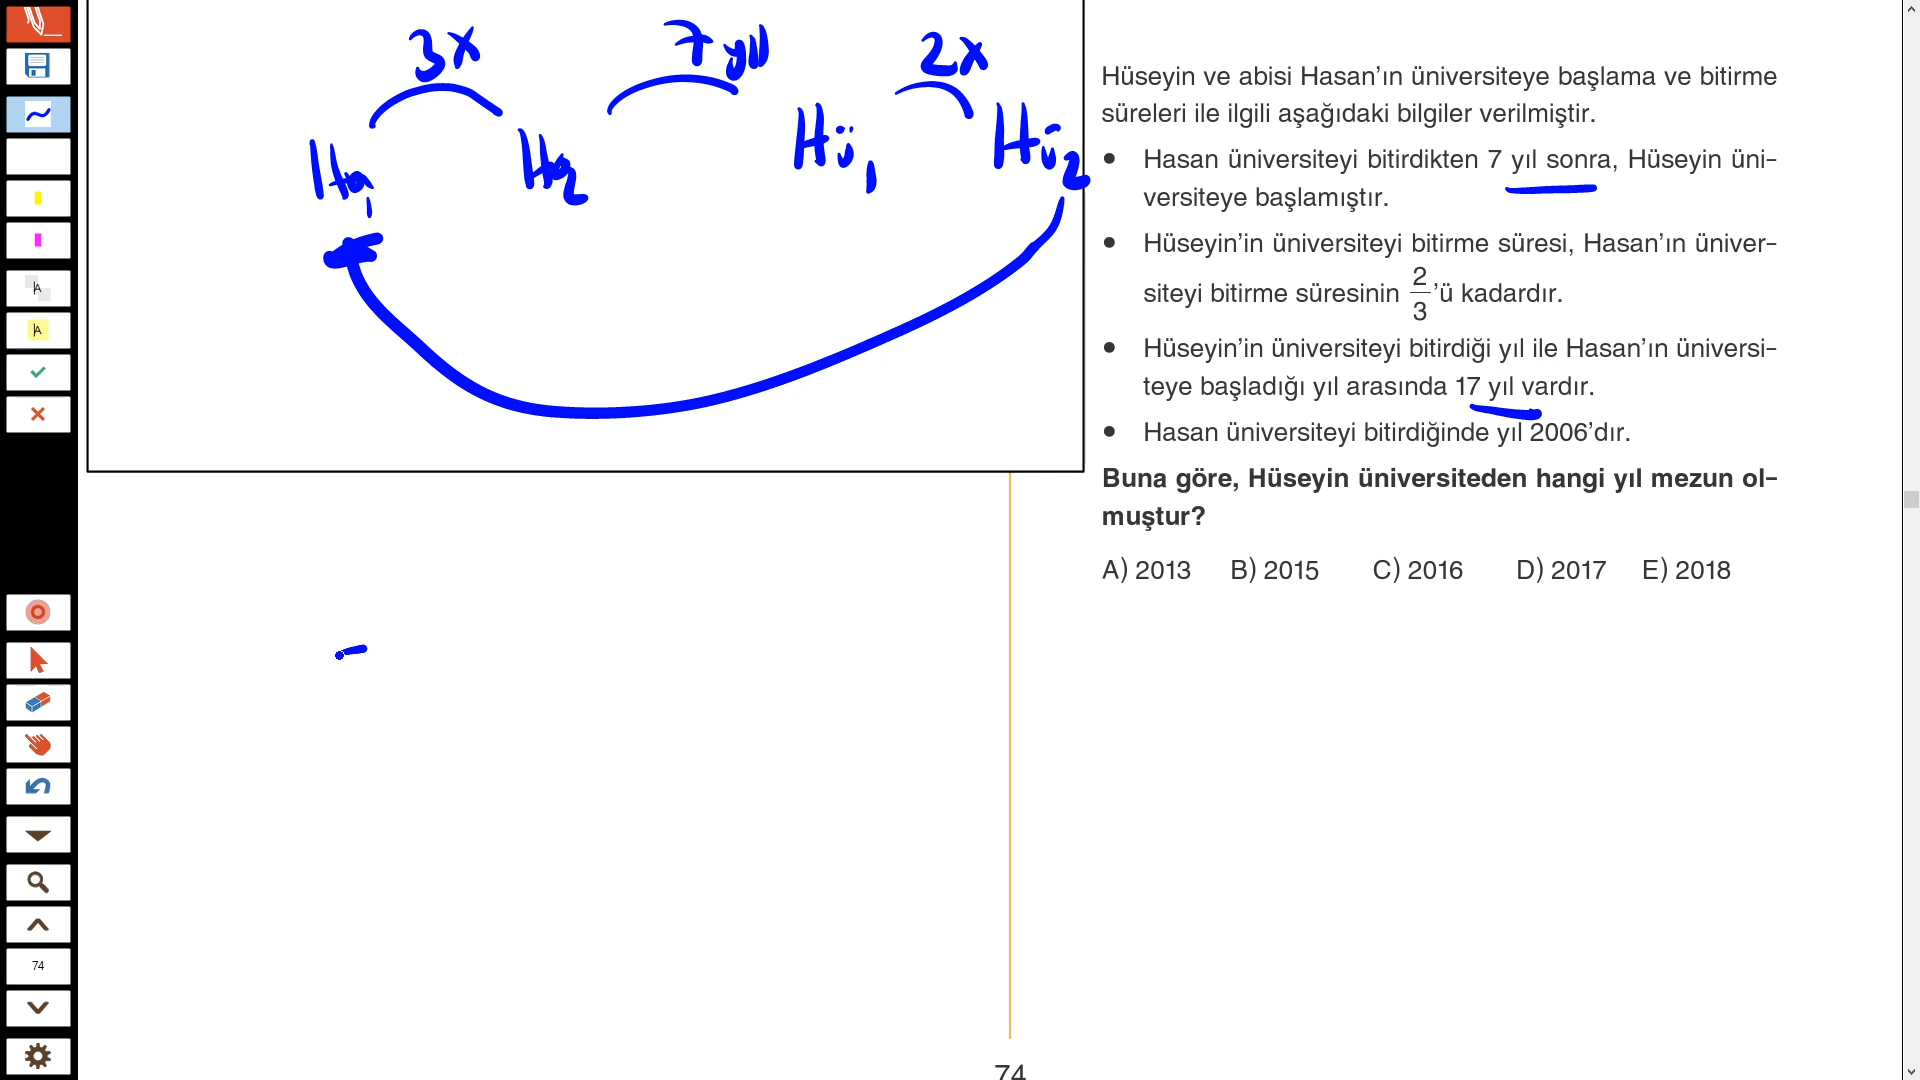 3x 7 yıl 2x
Ha1 Ha2 Hü1 Hü2
Hüseyin ve abisi Hasan’ın üniversiteye başlama ve bitirme
süreleri ile ilgili aşağıdaki bilgiler verilmiştir.
• Hasan üniversiteyi bitirdikten 7 yıl sonra, Hüseyin üni-
versiteye başlamıştır.
• Hüseyin’in üniversiteyi bitirme süresi, Hasan’ın üniver-
siteyi bitirme süresinin 2/3 ’ü kadardır.
• Hüseyin’in üniversiteyi bitirdiği yıl ile Hasan’ın üniversi-
teye başladığı yıl arasında 17 yıl vardır.
• Hasan üniversiteyi bitirdiğinde yıl 2006’dır.
Buna göre, Hüseyin üniversiteden hangi yıl mezun ol-
muştur?
A) 2013 B) 2015 C) 2016 D) 2017 E) 2018
A
A
74
74